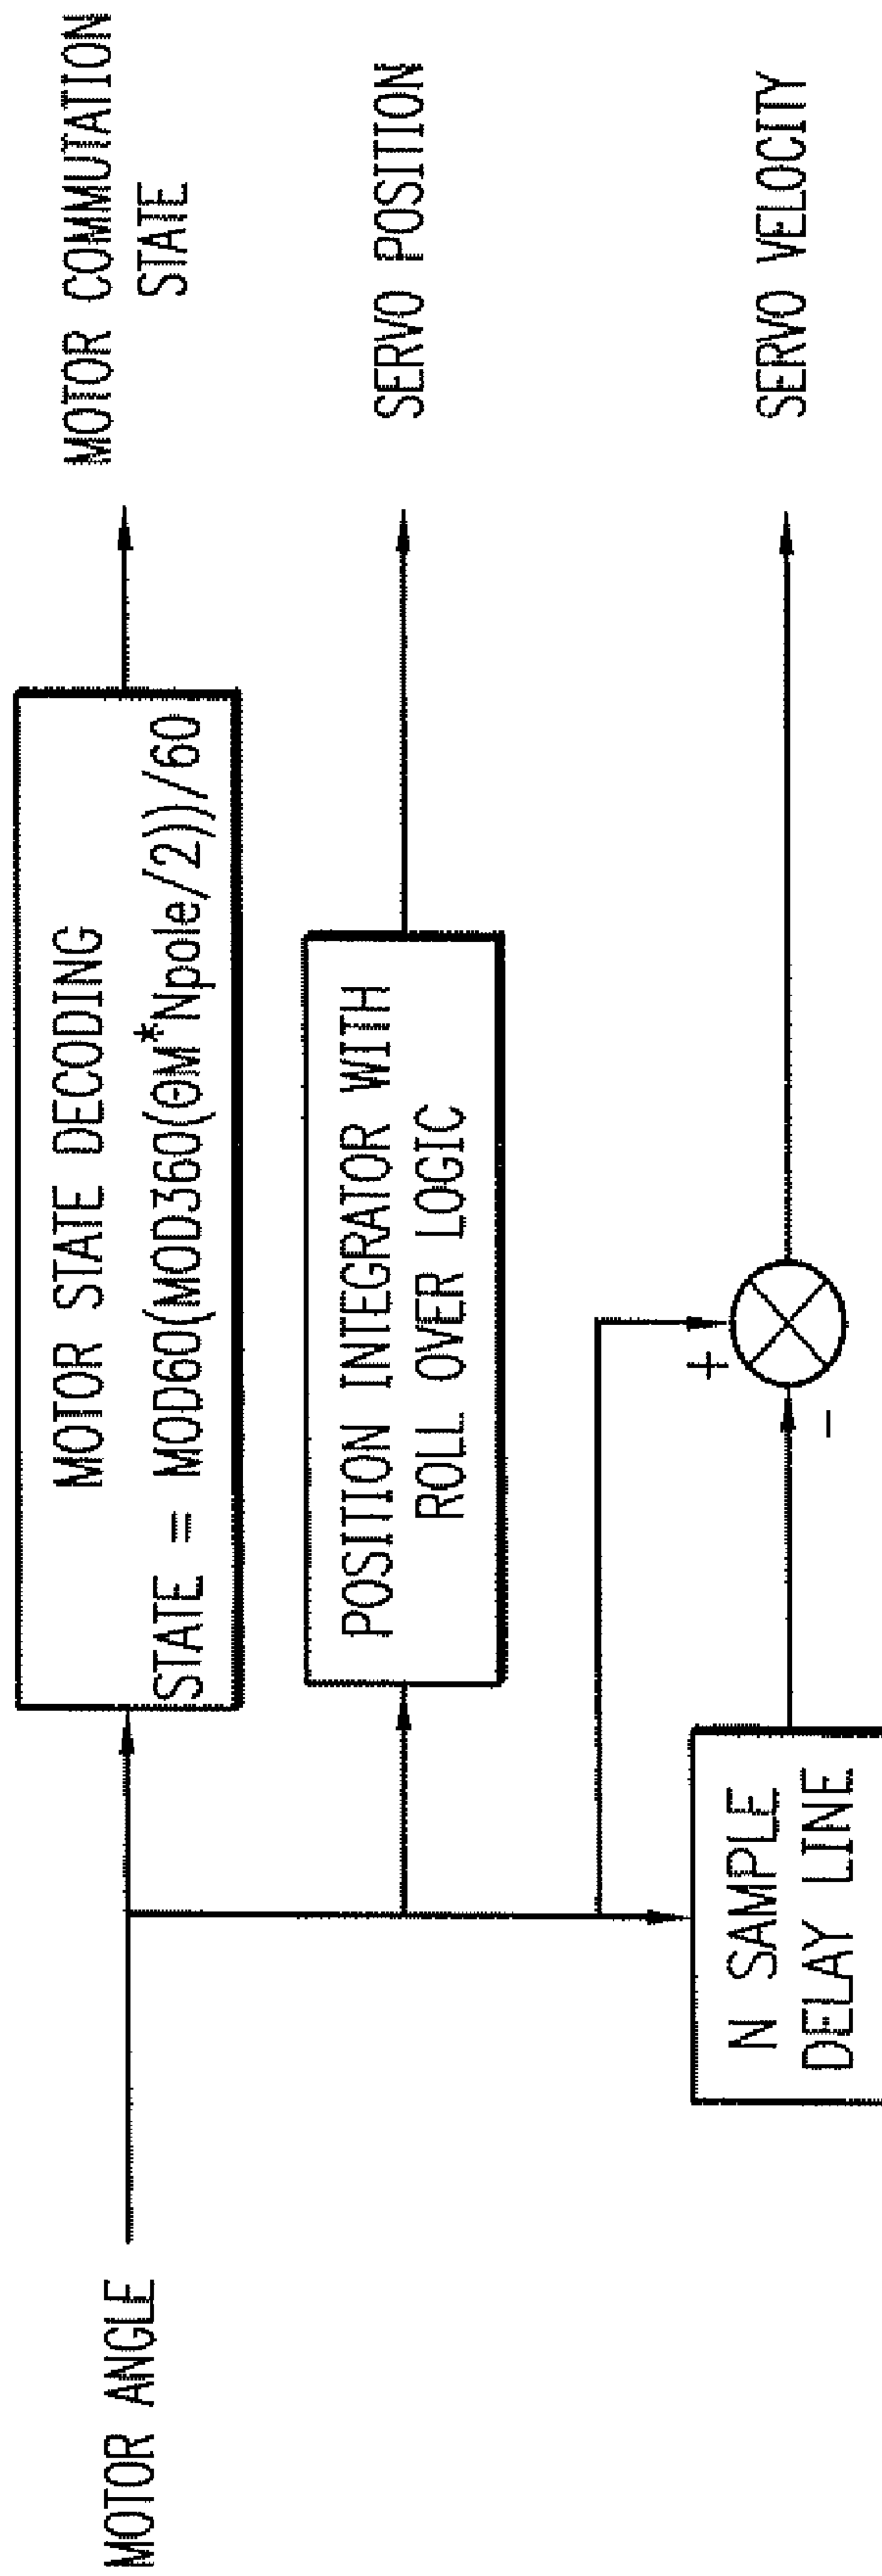 MOTOR ANGLE
MOTOR STATE DECODING
STATE = MOD60(MOD360(ΘM*Npole/2))/60
MOTOR COMMUTATION
STATE
POSITION INTEGRATOR WITH
ROLL OVER LOGIC
SERVO POSITION
N SAMPLE
DELAY LINE
+
-
SERVO VELOCITY